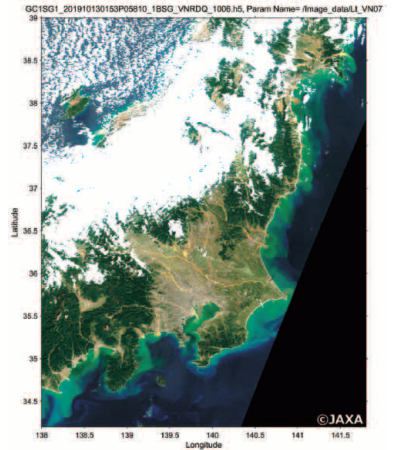 GC1SG1_201910130153P05810_1BSG_VNRDQ_1006.h5, Param Name= /Image_data/Lt_VN07
39
38.5
38
37.5
37
36.5
36
35.5
35
34.5
Latitude
138 138.5 139 139.5 140 140.5 141 141.5
Longitude
©JAXA